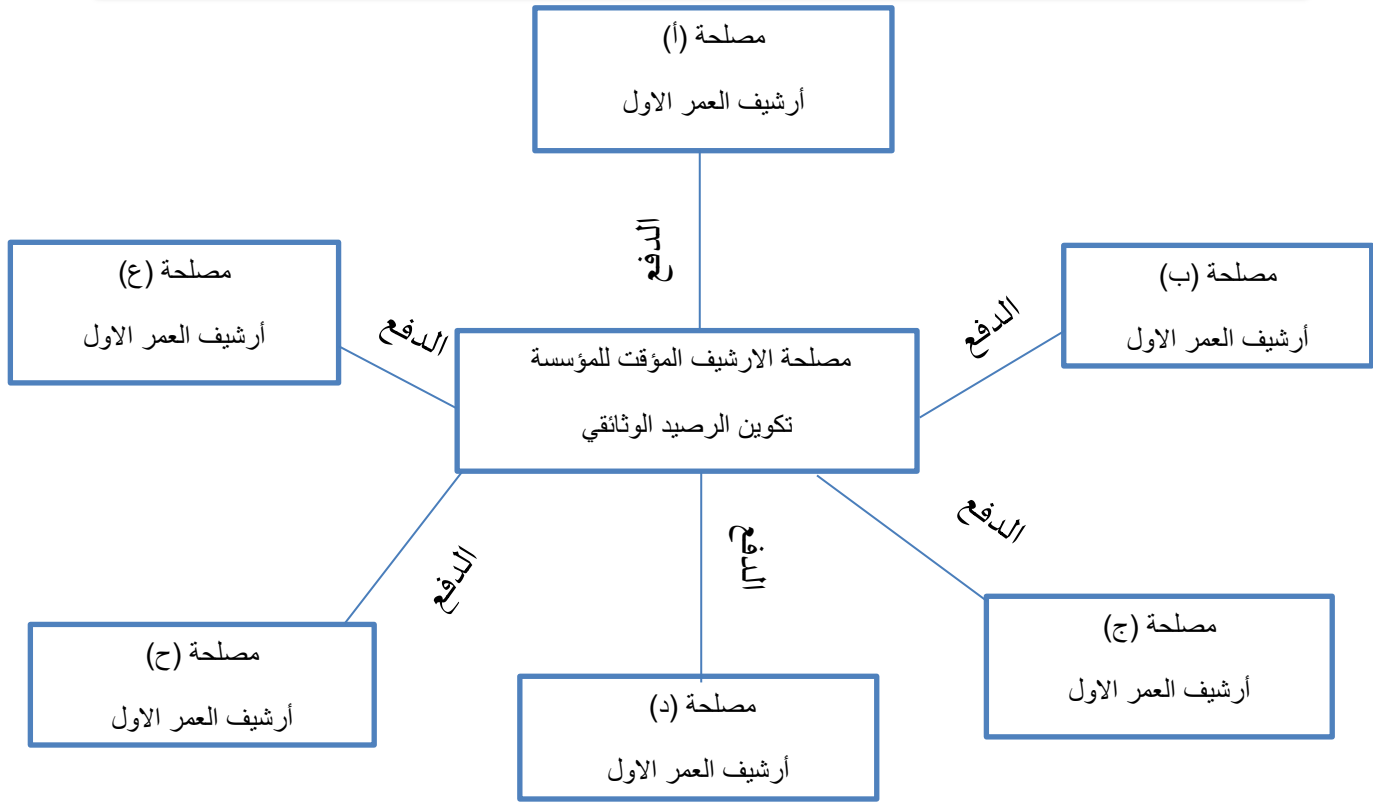 مصلحة (أ)
أرشيف العمر الاول
الدفع
مصلحة (ب)
أرشيف العمر الاول
الدفع
مصلحة (ع)
أرشيف العمر الاول
الدفع
مصلحة الارشيف المؤقت للمؤسسة
تكوين الرصيد الوثائقي
الدفع
مصلحة (ج)
أرشيف العمر الاول
الدفع
مصلحة (د)
أرشيف العمر الاول
الدفع
مصلحة (ح)
أرشيف العمر الاول